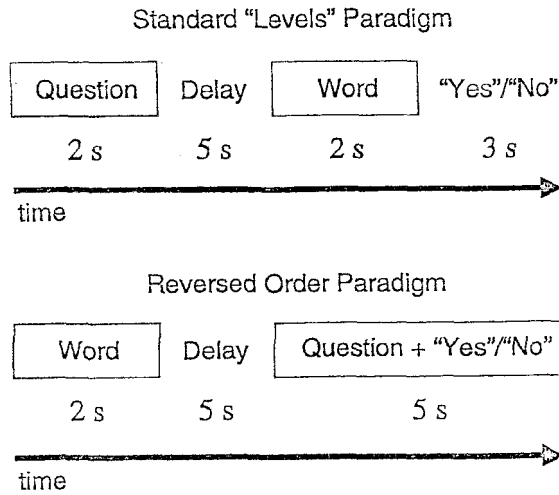 Standard “Levels” Paradigm
Question Delay Word “Yes”/“No”
2 s 5 s 2 s 3 s
time
Reversed Order Paradigm
Word Delay Question + “Yes”/“No”
2 s 5 s 5 s
time